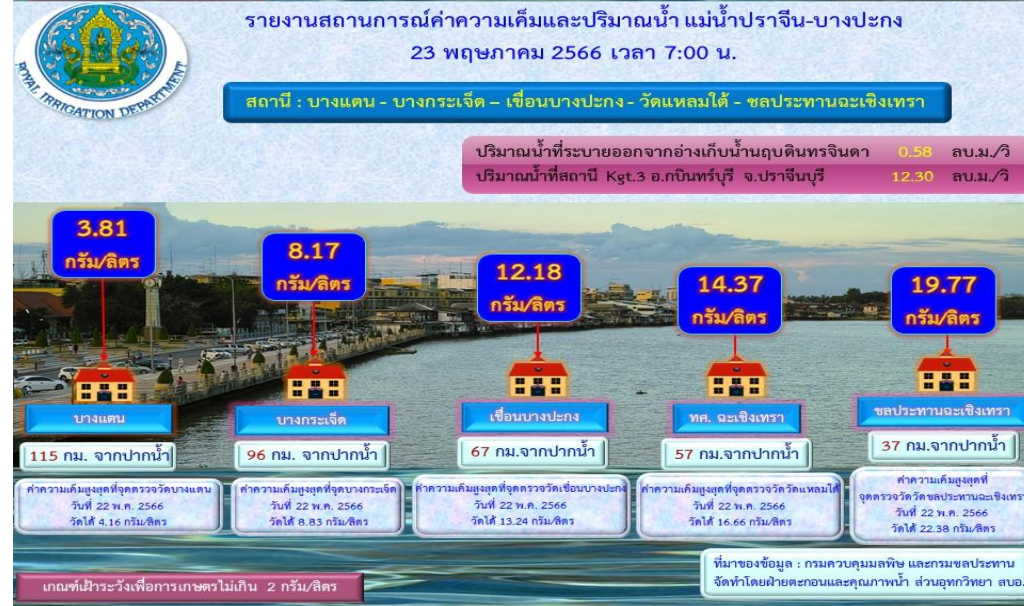 รายงานสถานการณ์ค่าความเค็มและปริมาณน้ำ แม่น้ำปราจีน-บางปะกง
23 พฤษภาคม 2566 เวลา 7:00 น.
ROYAL IRRIGATION DEPARTMENT
สถานี : บางแตน - บางกระเจ็ด – เขื่อนบางปะกง - วัดแหลมใต้ - ชลประทานฉะเชิงเทรา
ปริมาณน้ำที่ระบายออกจากอ่างเก็บน้ำนฤบดินทรจินดา 0.58 ลบ.ม./วิ
ปริมาณน้ำที่สถานี Kgt.3 อ.กบินทร์บุรี จ.ปราจีนบุรี 12.30 ลบ.ม./วิ
3.81
กรัม/ลิตร
8.17
กรัม/ลิตร
12.18
กรัม/ลิตร
14.37
กรัม/ลิตร
19.77
กรัม/ลิตร
บางแตน
บางกระเจ็ด
เขื่อนบางปะกง
ทศ. ฉะเชิงเทรา
ชลประทานฉะเชิงเทรา
115 กม. จากปากน้ำ
96 กม. จากปากน้ำ
67 กม.จากปากน้ำ
57 กม.จากปากน้ำ
37 กม.จากปากน้ำ
ค่าความเค็มสูงสุดที่จุดตรวจวัดบางแตน
วันที่ 22 พ.ค. 2566
วัดได้ 4.16 กรัม/ลิตร
ค่าความเค็มสูงสุดที่จุดบางกระเจ็ด
วันที่ 22 พ.ค. 2566
วัดได้ 8.83 กรัม/ลิตร
ค่าความเค็มสูงสุดที่จุดตรวจวัดเขื่อนบางปะกง
วันที่ 22 พ.ค. 2566
วัดได้ 13.24 กรัม/ลิตร
ค่าความเค็มสูงสุดที่จุดตรวจวัดวัดแหลมใต้
วันที่ 22 พ.ค. 2566
วัดได้ 16.66 กรัม/ลิตร
ค่าความเค็มสูงสุดที่
จุดตรวจวัดวัดชลประทานฉะเชิงเทรา
วันที่ 22 พ.ค. 2566
วัดได้ 22.38 กรัม/ลิตร
เกณฑ์เฝ้าระวังเพื่อการเกษตรไม่เกิน 2 กรัม/ลิตร
ที่มาของข้อมูล : กรมควบคุมมลพิษ และกรมชลประทาน
จัดทำโดยฝ่ายตะกอนและคุณภาพน้ำ ส่วนอุทกวิทยา สบอ.